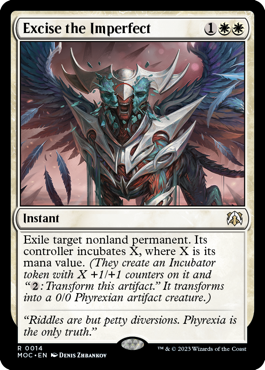 Excise the Imperfect 1
Instant
Exile target nonland permanent. Its
controller incubates X, where X is its
mana value. (They create an Incubator
token with X +1/+1 counters on it and
“2: Transform this artifact.” It transforms
into a 0/0 Phyrexian artifact creature.)
“Riddles are but petty diversions. Phyrexia is
the only truth.”
R 0014
MOC • EN DENIS ZHBANKOV
™ & © 2023 Wizards of the Coast